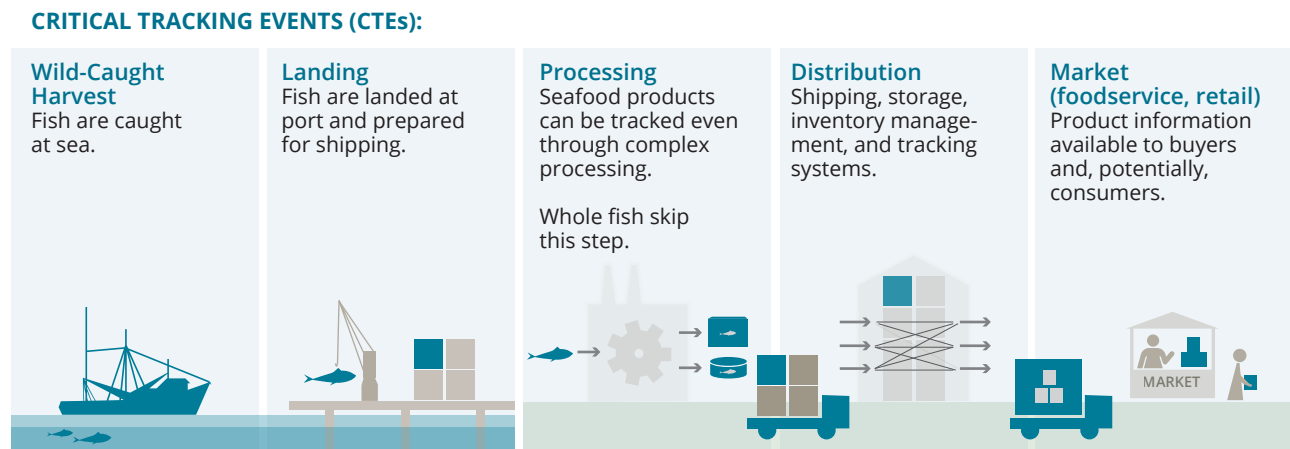 CRITICAL TRACKING EVENTS (CTEs):
Wild-Caught
Harvest
Fish are caught
at sea.
Landing
Fish are landed at
port and prepared
for shipping.
Processing
Seafood products
can be tracked even
through complex
processing.
Whole fish skip
this step.
Distribution
Shipping, storage,
inventory manage-
ment, and tracking
systems.
Market
(foodservice, retail)
Product information
available to buyers
and, potentially,
consumers.
MARKET